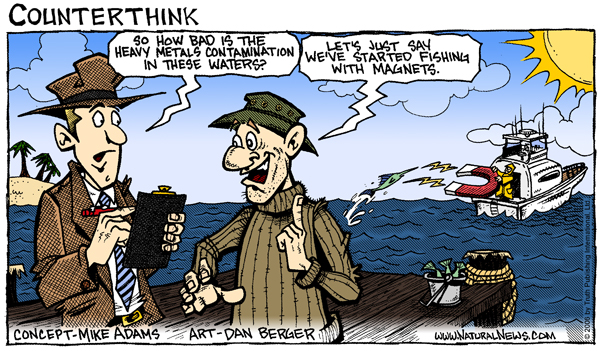 COUNTERTHINK
SO HOW BAD IS THE
HEAVY METALS CONTAMINATION
IN THESE WATERS?
LET'S JUST SAY
WE'VE STARTED FISHING
WITH MAGNETS.
CONCEPT-MIKE ADAMS
ART-DAN BERGER
WWW.NATURALNEWS.COM